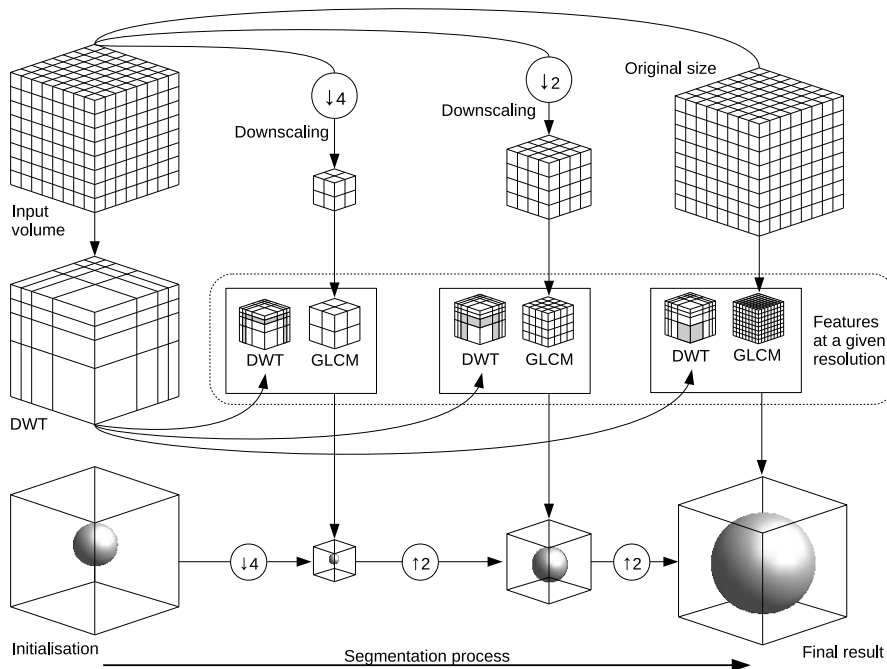 Original size
↓4
↓2
Downscaling
Downscaling
Input
volume
Features
at a given
resolution
DWT GLCM
DWT GLCM
DWT GLCM
DWT
↓4
↑2
↑2
Initialisation
Segmentation process
Final result